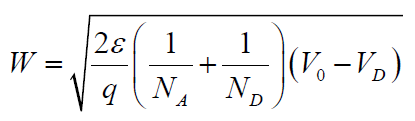 W = √(2ε/q (1/N_A + 1/N_D)(V_0 − V_D))